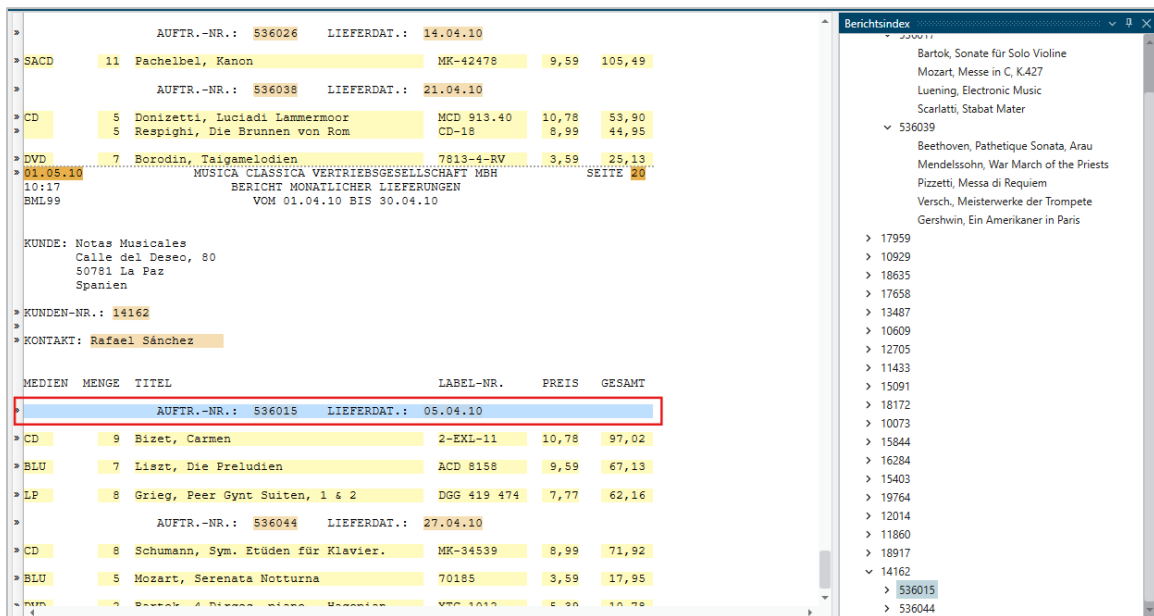 AUFTR.-NR.: 536026 LIEFERDAT.: 14.04.10
SACD 11 Pachelbel, Kanon MK-42478 9,59 105,49
AUFTR.-NR.: 536038 LIEFERDAT.: 21.04.10
CD 5 Donizetti, Luciadi Lammermoor MCD 913.40 10,78 53,90
5 Respighi, Die Brunnen von Rom CD-18 8,99 44,95
DVD 7 Borodin, Taigamelodien 7813-4-RV 3,59 25,13
01.05.10 MUSICA CLASSICA VERTRIEBSGESELLSCHAFT MBH SEITE 20
10:17 BERICHT MONATLICHER LIEFERUNGEN
BML99 VOM 01.04.10 BIS 30.04.10
KUNDE: Notas Musicales
Calle del Deseo, 80
50781 La Paz
Spanien
KUNDEN-NR.: 14162
KONTAKT: Rafael Sánchez
MEDIEN MENGE TITEL LABEL-NR. PREIS GESAMT
AUFTR.-NR.: 536015 LIEFERDAT.: 05.04.10
CD 9 Bizet, Carmen 2-EXL-11 10,78 97,02
BLU 7 Liszt, Die Preludien ACD 8158 9,59 67,13
LP 8 Grieg, Peer Gynt Suiten, 1 & 2 DGG 419 474 7,77 62,16
AUFTR.-NR.: 536044 LIEFERDAT.: 27.04.10
CD 8 Schumann, Sym. Etüden für Klavier. MK-34539 8,99 71,92
BLU 5 Mozart, Serenata Notturna 70185 3,59 17,95
DVD 2 Bartok, 4 Dirges, piano 5,39 10,78
Berichtsindex
536017
Bartok, Sonate für Solo Violine
Mozart, Messe in C, K.427
Luening, Electronic Music
Scarlatti, Stabat Mater
536039
Beethoven, Pathetique Sonata, Arau
Mendelssohn, War March of the Priests
Pizzetti, Messa di Requiem
Versch., Meisterwerke der Trompete
Gershwin, Ein Amerikaner in Paris
17959
10929
18635
17658
13487
10609
12705
11433
15091
18172
10073
15844
16284
15403
19764
12014
11860
18917
14162
536015
536044